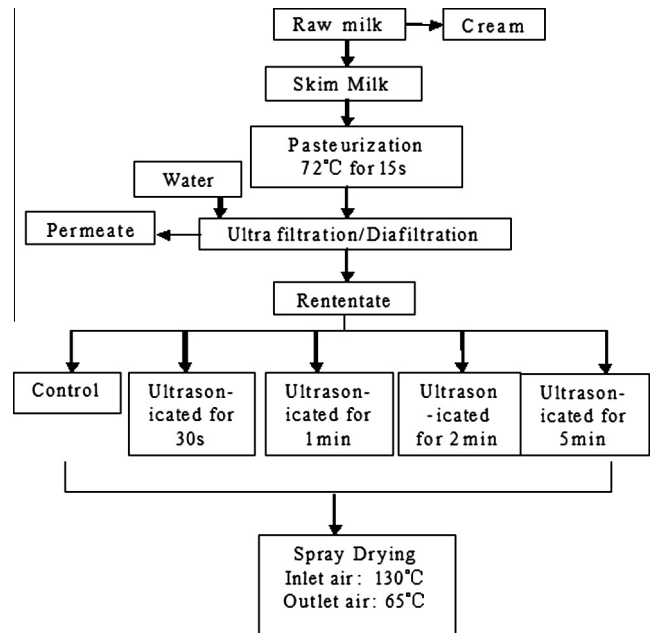 Raw milk
Cream
Skim Milk
Pasteurization
72°C for 15s
Water
Permeate
Ultra filtration/Diafiltration
Rententate
Control
Ultrason-
icated for
30s
Ultrason-
icated for
1min
Ultrason
-icated
for 2min
Ultrason-
icated for
5min
Spray Drying
Inlet air: 130°C
Outlet air: 65°C